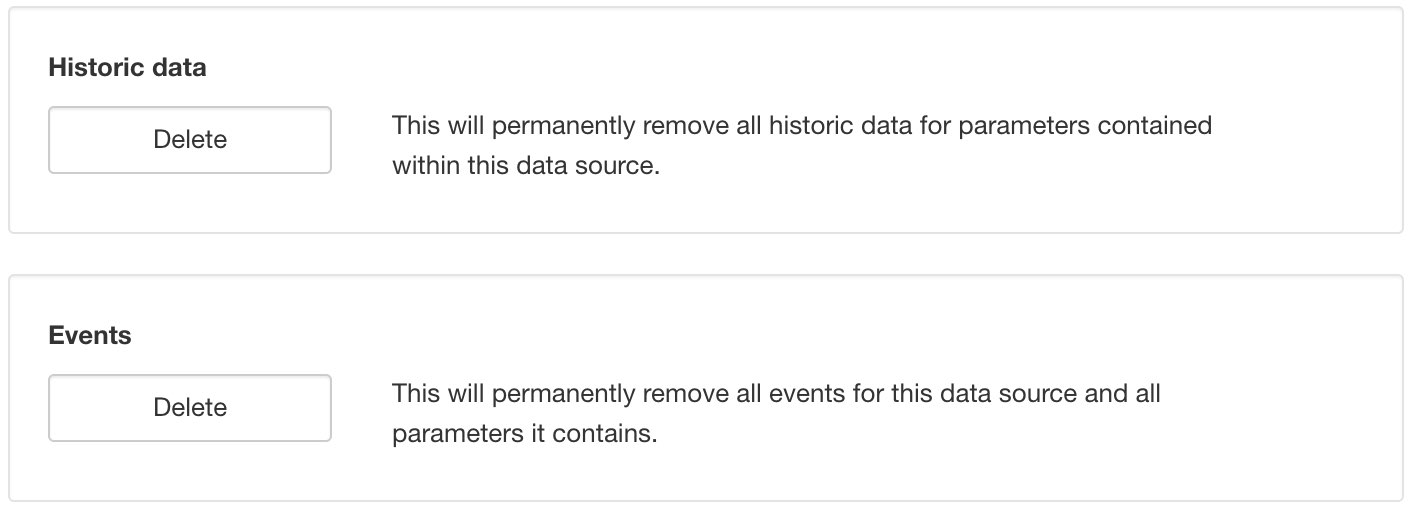 Historic data
Delete
This will permanently remove all historic data for parameters contained
within this data source.
Events
Delete
This will permanently remove all events for this data source and all
parameters it contains.